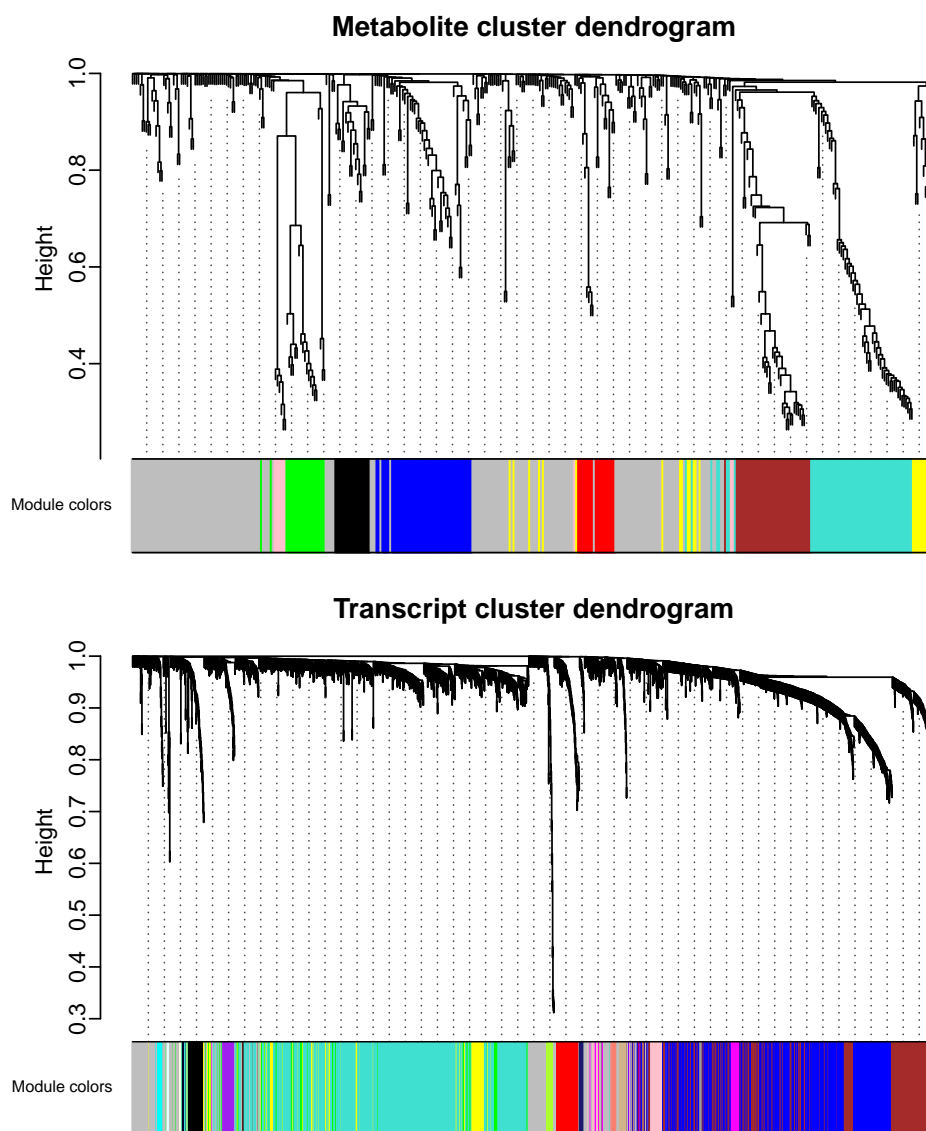 Metabolite cluster dendrogram
1.0
0.8
0.6
0.4
Height
Module colors
Transcript cluster dendrogram
1.0
0.9
0.8
0.7
0.6
0.5
0.4
0.3
Height
Module colors